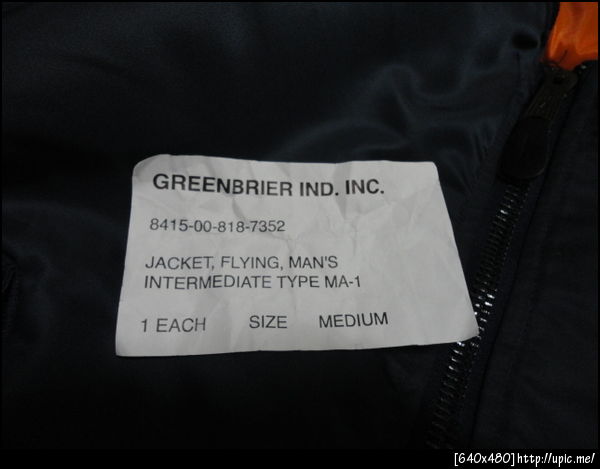 GREENBRIER IND. INC.
8415-00-818-7352
JACKET, FLYING, MAN'S
INTERMEDIATE TYPE MA-1
1 EACH SIZE MEDIUM
[640x480]http://upic.me/